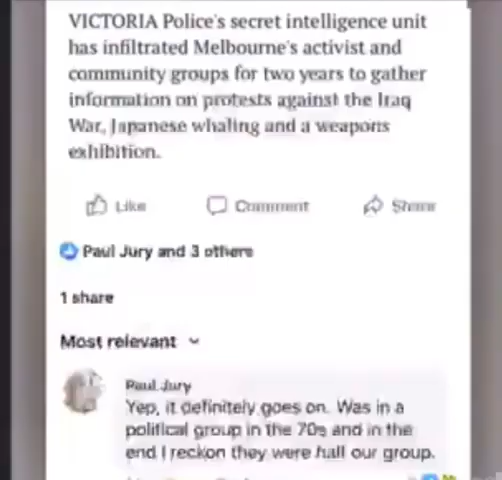 VICTORIA Police's secret intelligence unit
has infiltrated Melbourne's activist and
community groups for two years to gather
information on protests against the Iraq
War, Japanese whaling and a weapons
exhibition.
Like Comment Share
Paul Jury and 3 others
1 share
Most relevant
Paul Jury
Yep, it definitely goes on. Was in a
political group in the 70s and in the
end I reckon they were half our group.